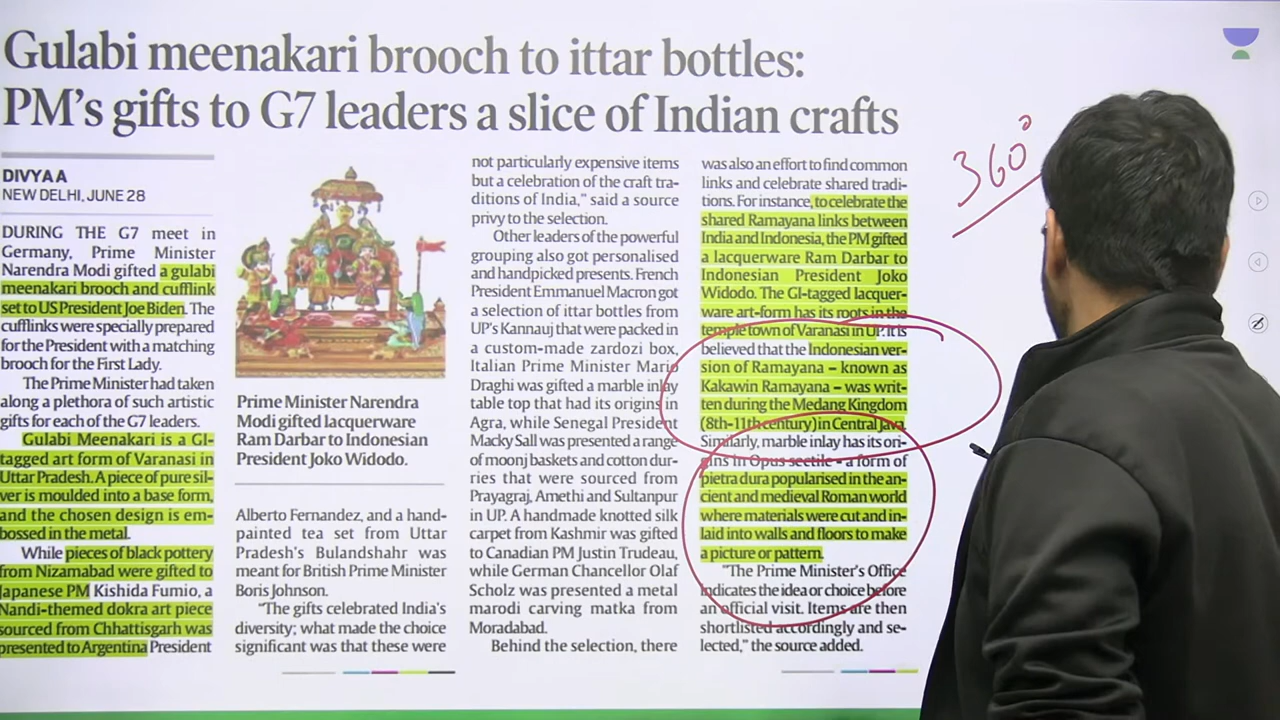 Gulabi meenakari brooch to ittar bottles:
PM's gifts to G7 leaders a slice of Indian crafts
DIVYA A
NEW DELHI, JUNE 28
DURING THE G7 meet in
Germany, Prime Minister
Narendra Modi gifted a gulabi
meenakari brooch and cufflink
set to US President Joe Biden. The
cufflinks were specially prepared
for the President with a matching
brooch for the First Lady.
The Prime Minister had taken
along a plethora of such artistic
gifts for each of the G7 leaders.
Gulabi Meenakari is a GI-
tagged art form of Varanasi in
Uttar Pradesh. A piece of pure sil-
ver is moulded into a base form,
and the chosen design is em-
bossed in the metal.
While pieces of black pottery
from Nizamabad were gifted to
Japanese PM Kishida Fumio, a
Nandi-themed dokra art piece
sourced from Chhattisgarh was
presented to Argentina President
Prime Minister Narendra
Modi gifted lacquerware
Ram Darbar to Indonesian
President Joko Widodo.
Alberto Fernandez, and a hand-
painted tea set from Uttar
Pradesh's Bulandshahr was
meant for British Prime Minister
Boris Johnson.
"The gifts celebrated India's
diversity; what made the choice
significant was that these were
not particularly expensive items
but a celebration of the craft tra-
ditions of India," said a source
privy to the selection.
Other leaders of the powerful
grouping also got personalised
and handpicked presents. French
President Emmanuel Macron got
a selection of ittar bottles from
UP's Kannauj that were packed in
a custom-made zardozi box,
Italian Prime Minister Mario
Draghi was gifted a marble inlay
table top that had its origins in
Agra, while Senegal President
Macky Sall was presented a range
of moonj baskets and cotton dur-
ries that were sourced from
Prayagraj, Amethi and Sultanpur
in UP. A handmade knotted silk
carpet from Kashmir was gifted
to Canadian PM Justin Trudeau,
while German Chancellor Olaf
Scholz was presented a metal
marodi carving matka from
Moradabad.
Behind the selection, there
was also an effort to find common
links and celebrate shared tradi-
tions. For instance, to celebrate the
shared Ramayana links between
India and Indonesia, the PM gifted
a lacquerware Ram Darbar to
Indonesian President Joko
Widodo. The GI-tagged lacquer-
ware art-form has its roots in the
temple town of Varanasi in UP. It is
believed that the Indonesian ver-
sion of Ramayana – known as
Kakawin Ramayana – was writ-
ten during the Medang Kingdom
(8th-11th century) in Central Java.
Similarly, marble inlay has its ori-
gins in Opus sectile - a form of
pietra dura popularised in the an-
cient and medieval Roman world
where materials were cut and in-
laid into walls and floors to make
a picture or pattern.
"The Prime Minister's Office
indicates the idea or choice before
an official visit. Items are then
shortlisted accordingly and se-
lected," the source added.
360°